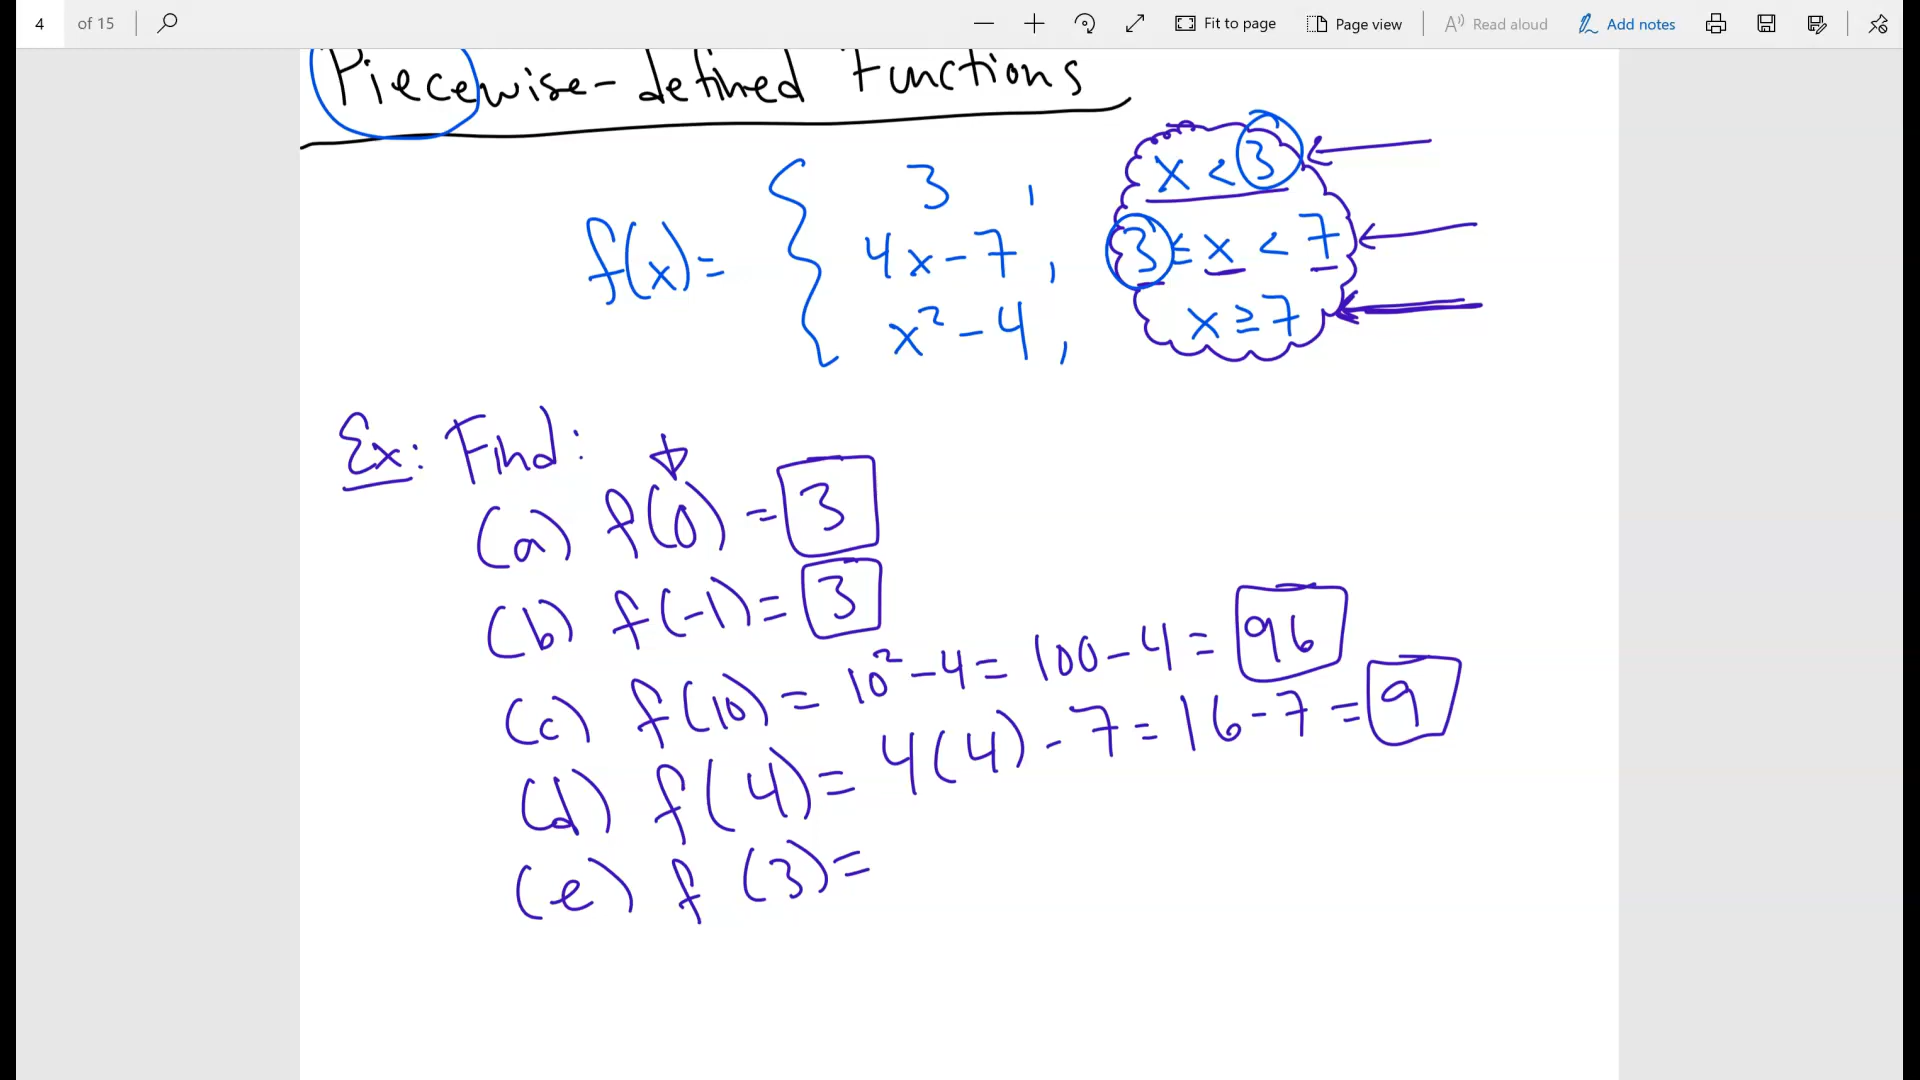 4 of 15 Fit to page Page view Read aloud Add notes
Piecewise-defined Functions
f(x)= { 3 , x < 3
4x-7, 3 ≤ x < 7
x²-4, x ≥ 7
Ex: Find:
(a) f(0) = 3
(b) f(-1) = 3
(c) f(10) = 10²-4 = 100-4 = 96
(d) f(4) = 4(4)-7 = 16-7 = 9
(e) f(3) =